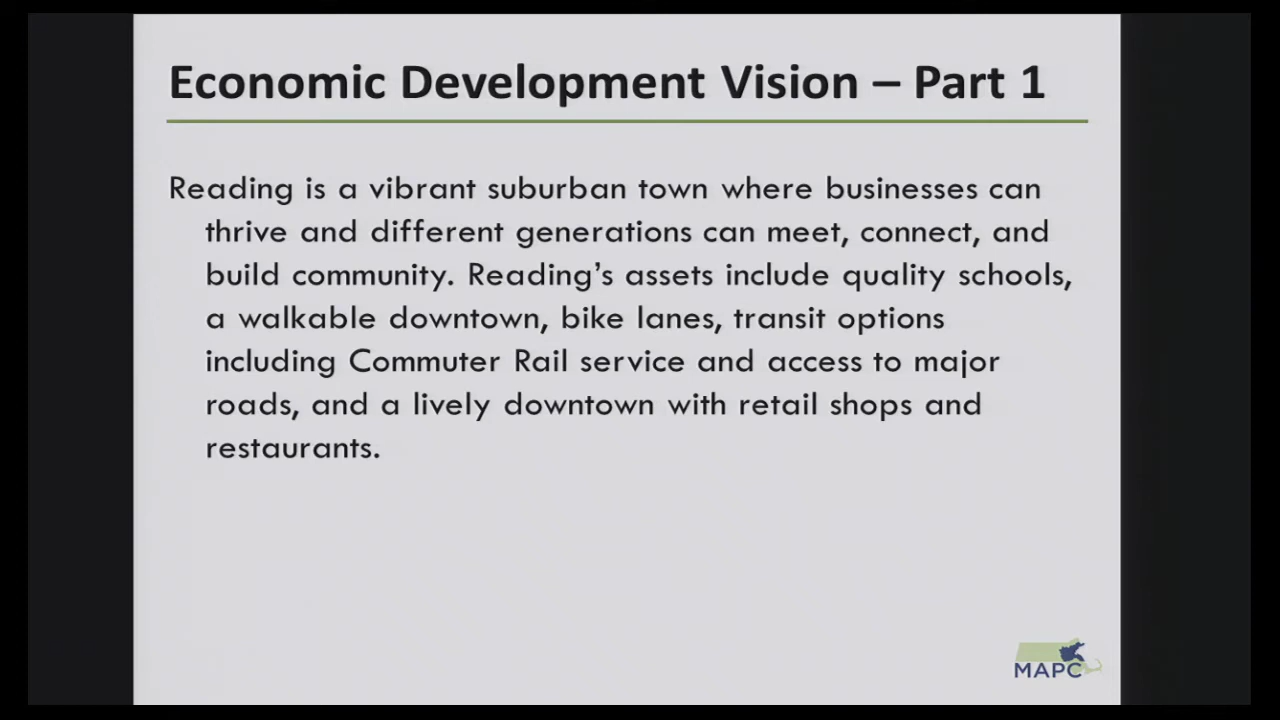 Economic Development Vision – Part 1
Reading is a vibrant suburban town where businesses can
thrive and different generations can meet, connect, and
build community. Reading’s assets include quality schools,
a walkable downtown, bike lanes, transit options
including Commuter Rail service and access to major
roads, and a lively downtown with retail shops and
restaurants.
MAPC